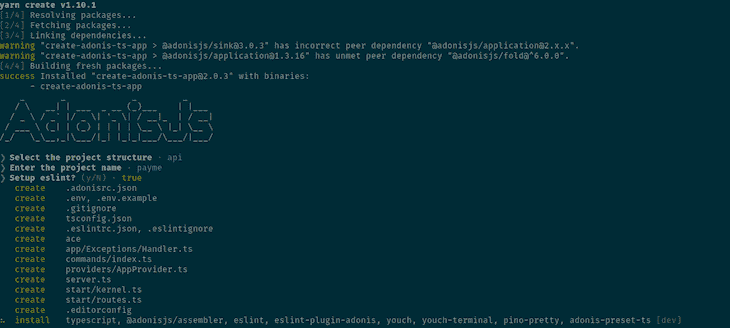 yarn create v1.10.1
[1/4] Resolving packages...
[2/4] Fetching packages...
[3/4] Linking dependencies...
warning "create-adonis-ts-app > @adonisjs/sink@3.0.3" has incorrect peer dependency "@adonisjs/application@2.x.x".
warning "create-adonis-ts-app > @adonisjs/application@1.3.16" has unmet peer dependency "@adonisjs/fold@^6.0.0".
[4/4] Building fresh packages...
success Installed "create-adonis-ts-app@2.0.3" with binaries:
- create-adonis-ts-app
AdonisJS
❯ Select the project structure · api
❯ Enter the project name · payme
❯ Setup eslint? (y/N) · true
create .adonisrc.json
create .env, .env.example
create .gitignore
create tsconfig.json
create .eslintrc.json, .eslintignore
create ace
create app/Exceptions/Handler.ts
create commands/index.ts
create providers/AppProvider.ts
create server.ts
create start/kernel.ts
create start/routes.ts
create .editorconfig
install typescript, @adonisjs/assembler, eslint, eslint-plugin-adonis, youch, youch-terminal, pino-pretty, adonis-preset-ts [dev]